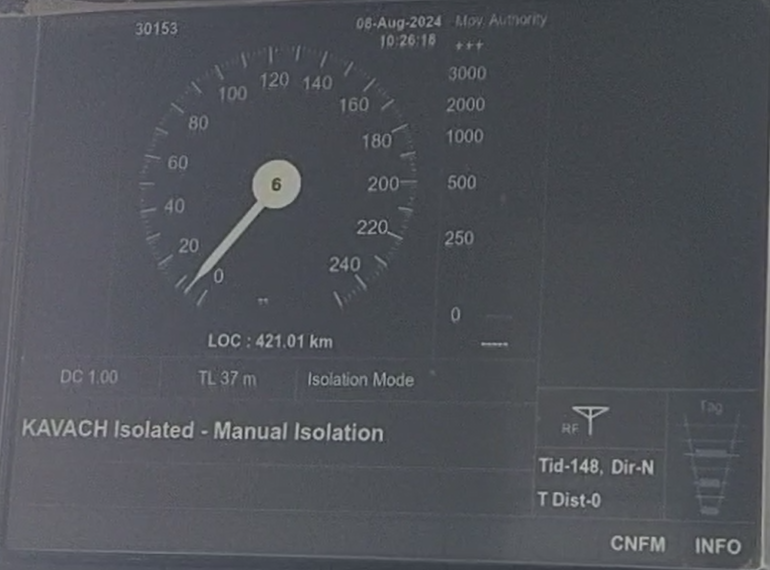 30153
08-Aug-2024
Mov. Authority
10:26:18
+++
3000
2000
1000
500
250
0
-----
0
20
40
60
80
100
120
140
160
180
200
220
240
6
LOC : 421.01 km
DC 1.00
TL 37 m
Isolation Mode
KAVACH Isolated - Manual Isolation
RF
Tag
Tid-148, Dir-N
T Dist-0
CNFM
INFO